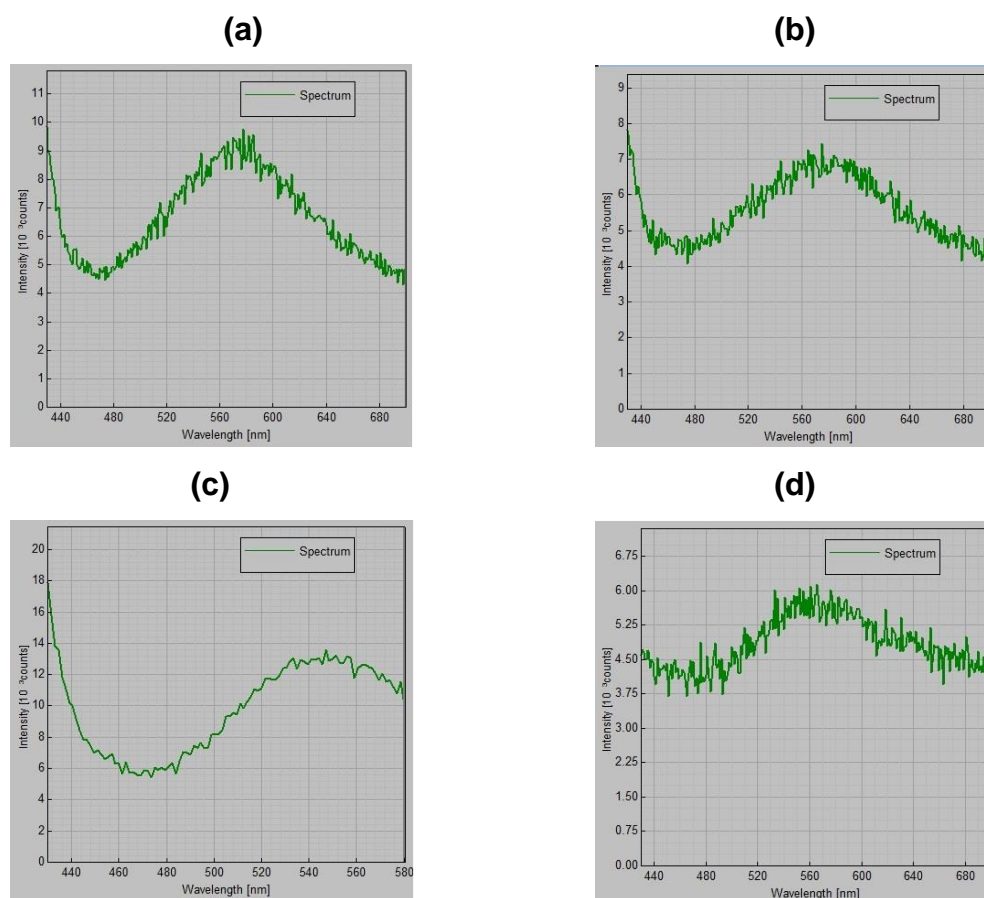 (a)
(b)
Spectrum
Intensity [10 ³counts]
11
10
9
8
7
6
5
4
3
2
1
0
440 480 520 560 600 640 680
Wavelength [nm]
Spectrum
Intensity [10 ³counts]
9
8
7
6
5
4
3
2
1
0
440 480 520 560 600 640 680
Wavelength [nm]
(c)
(d)
Spectrum
Intensity [10 ³counts]
20
18
16
14
12
10
8
6
4
2
0
440 460 480 500 520 540 560 580
Wavelength [nm]
Spectrum
Intensity [10 ³counts]
6.75
6.00
5.25
4.50
3.75
3.00
2.25
1.50
0.75
0.00
440 480 520 560 600 640 680
Wavelength [nm]